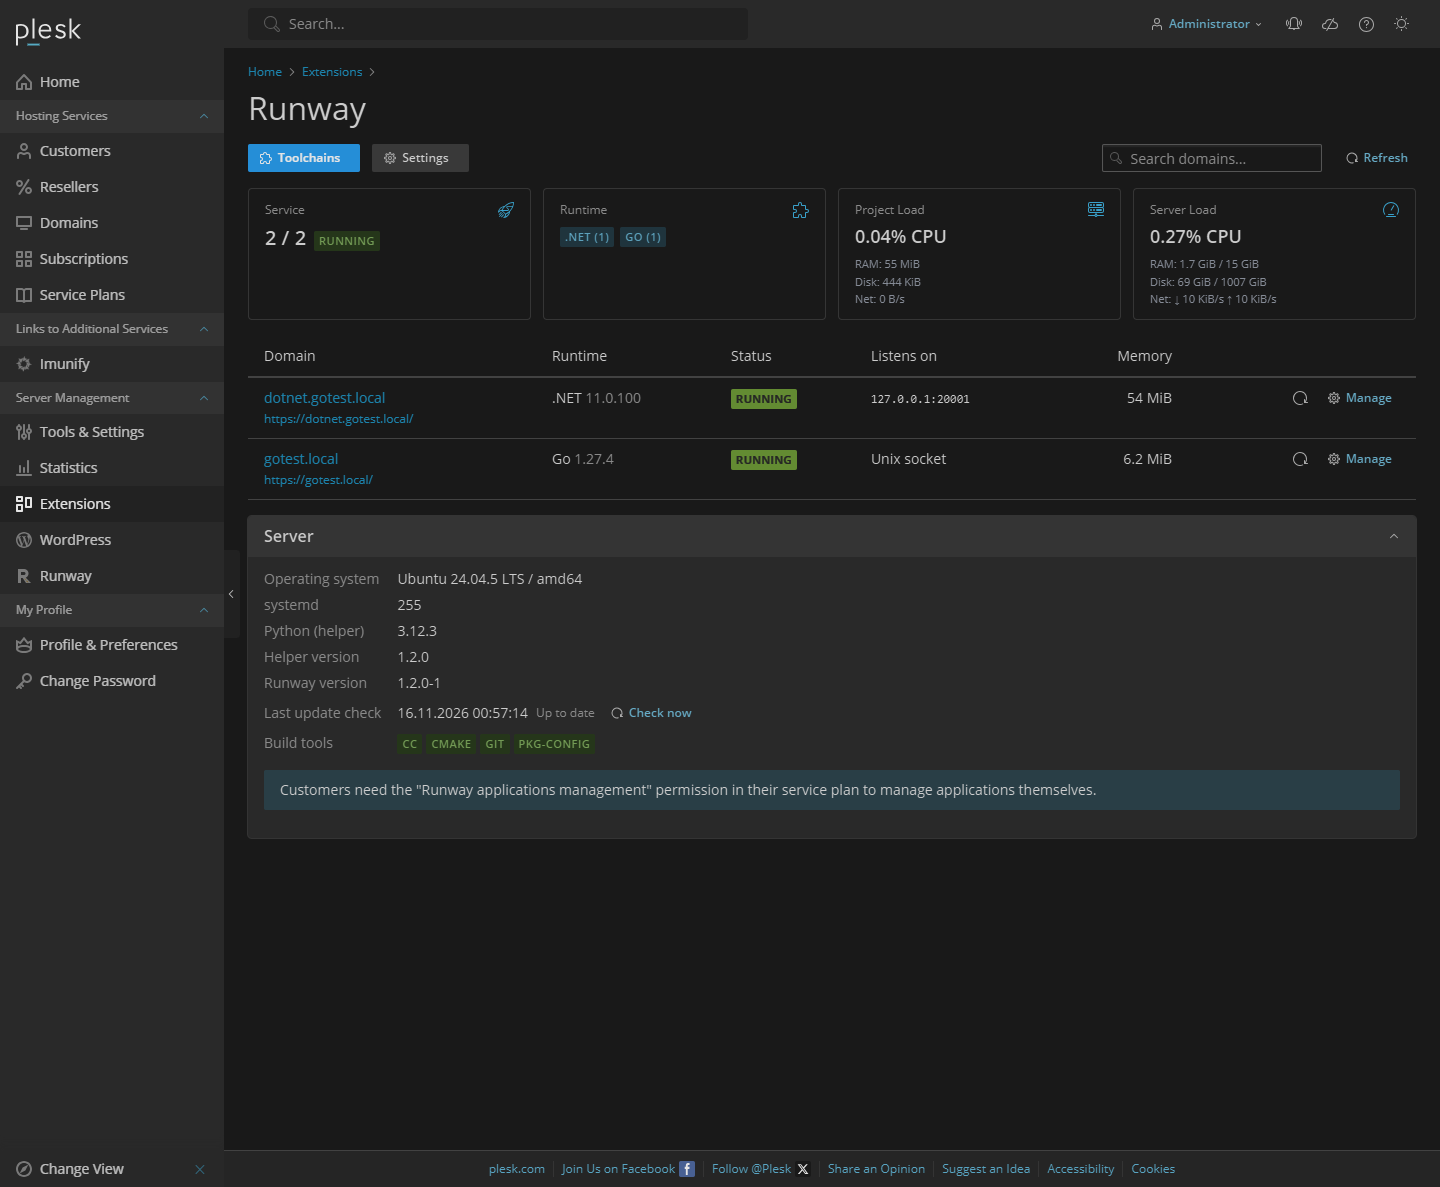 plesk
Search...
Administrator
Home
Hosting Services
Customers
Resellers
Domains
Subscriptions
Service Plans
Links to Additional Services
Imunify
Server Management
Tools & Settings
Statistics
Extensions
WordPress
Runway
My Profile
Profile & Preferences
Change Password
Change View
Home > Extensions >
Runway
Toolchains
Settings
Search domains...
Refresh
Service
2 / 2 RUNNING
Runtime
.NET (1) GO (1)
Project Load
0.04% CPU
RAM: 55 MiB
Disk: 444 KiB
Net: 0 B/s
Server Load
0.27% CPU
RAM: 1.7 GiB / 15 GiB
Disk: 69 GiB / 1007 GiB
Net: ↓ 10 KiB/s ↑ 10 KiB/s
Domain Runtime Status Listens on Memory
dotnet.gotest.local .NET 11.0.100 RUNNING 127.0.0.1:20001 54 MiB Manage
https://dotnet.gotest.local/
gotest.local Go 1.27.4 RUNNING Unix socket 6.2 MiB Manage
https://gotest.local/
Server
Operating system Ubuntu 24.04.5 LTS / amd64
systemd 255
Python (helper) 3.12.3
Helper version 1.2.0
Runway version 1.2.0-1
Last update check 16.11.2026 00:57:14 Up to date Check now
Build tools CC CMAKE GIT PKG-CONFIG
Customers need the "Runway applications management" permission in their service plan to manage applications themselves.
plesk.com Join Us on Facebook Follow @Plesk Share an Opinion Suggest an Idea Accessibility Cookies